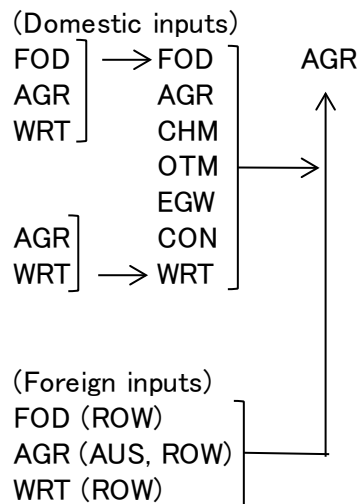 (Domestic inputs)
FOD FOD AGR
AGR AGR
WRT CHM
OTM
EGW
AGR CON
WRT WRT
(Foreign inputs)
FOD (ROW)
AGR (AUS, ROW)
WRT (ROW)